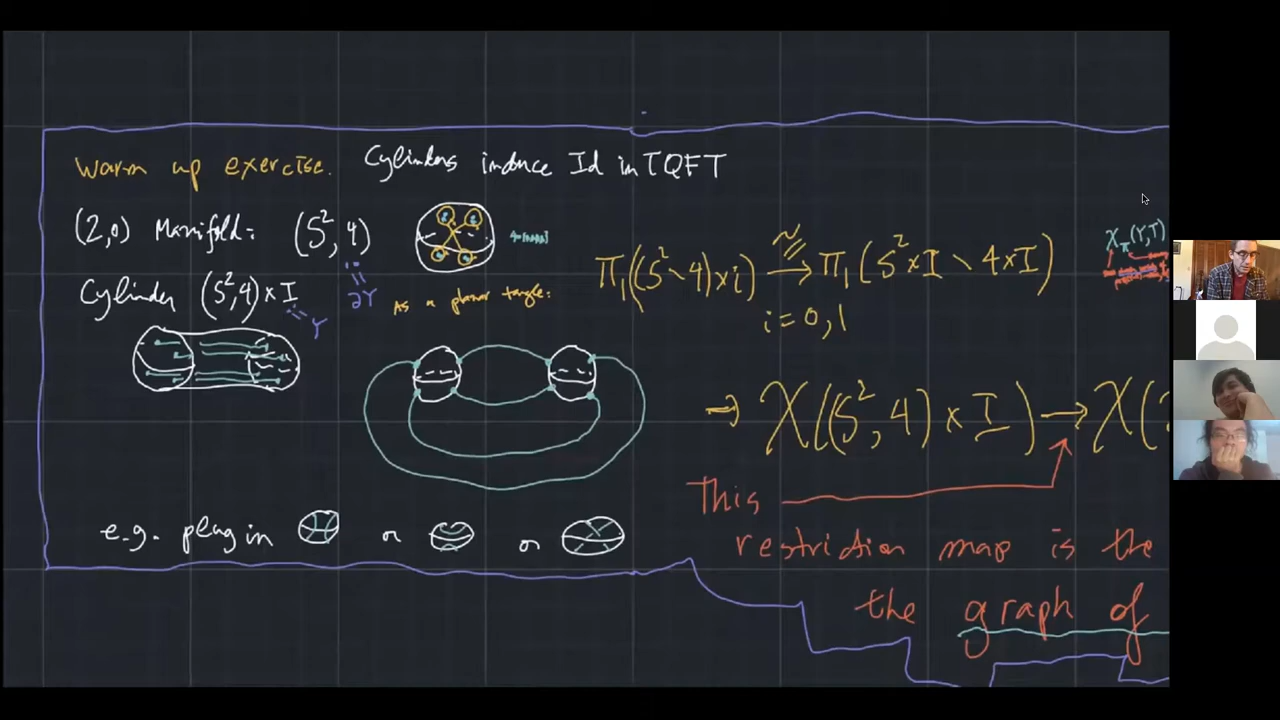 Warm up exercise. Cylinders induce Id in TQFT
(2,0) Manifold: (S²,4)
Cylinder (S²,4)×I
= ∂Y
= Y
As a planar tangle:
e.g. plug in or or
π₁((S²\4)×i) ≅→ π₁(S²×I \ 4×I)
i=0,1
→ χ((S²,4)×I) → χ(
This
restriction map is the
the graph of
χ_π(Y,T)